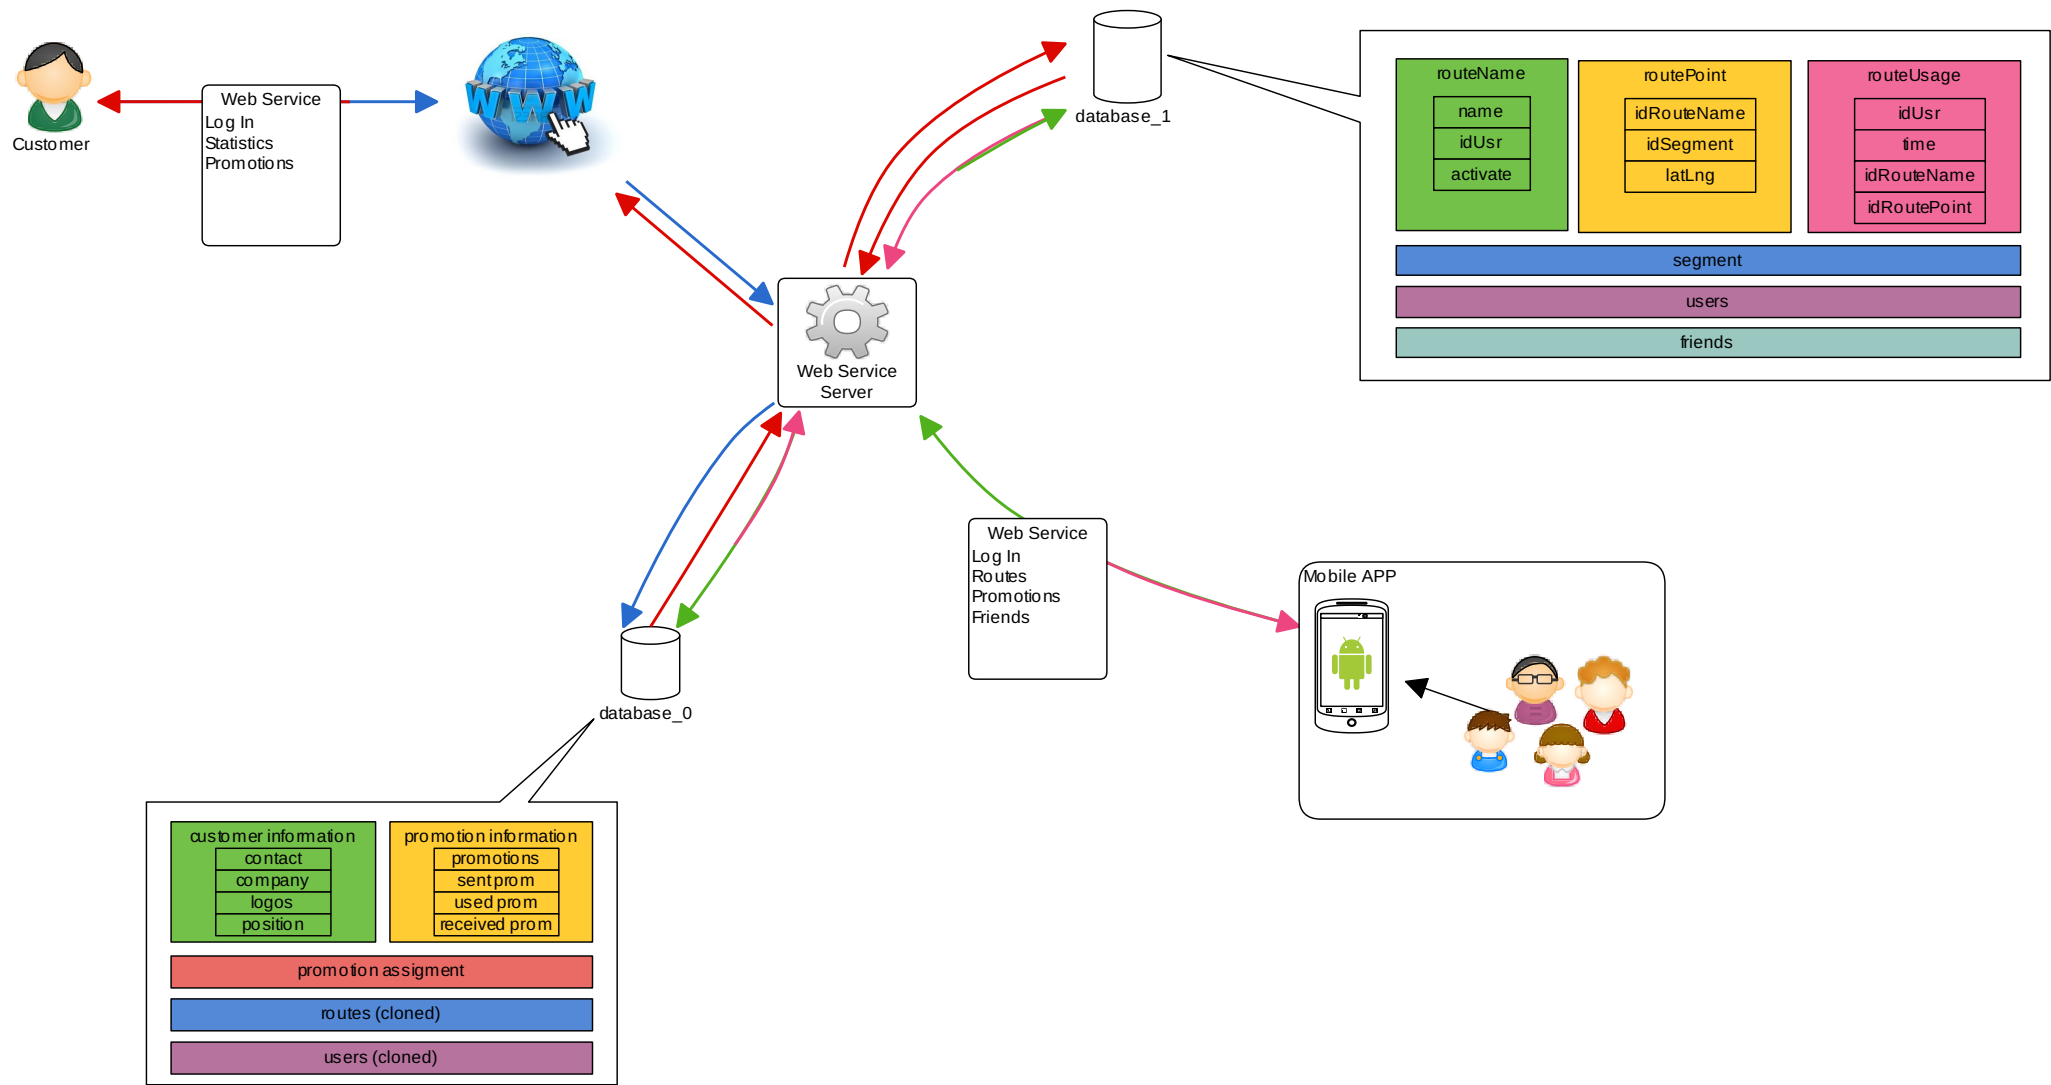 Customer
Web Service
Log In
Statistics
Promotions
WWW
database_1
routeName
name
idUsr
activate
routePoint
idRouteName
idSegment
latLng
routeUsage
idUsr
time
idRouteName
idRoutePoint
segment
users
friends
Web Service
Server
Web Service
Log In
Routes
Promotions
Friends
Mobile APP
database_0
customer information
contact
company
logos
position
promotion information
promotions
sent prom
used prom
received prom
promotion assigment
routes (cloned)
users (cloned)